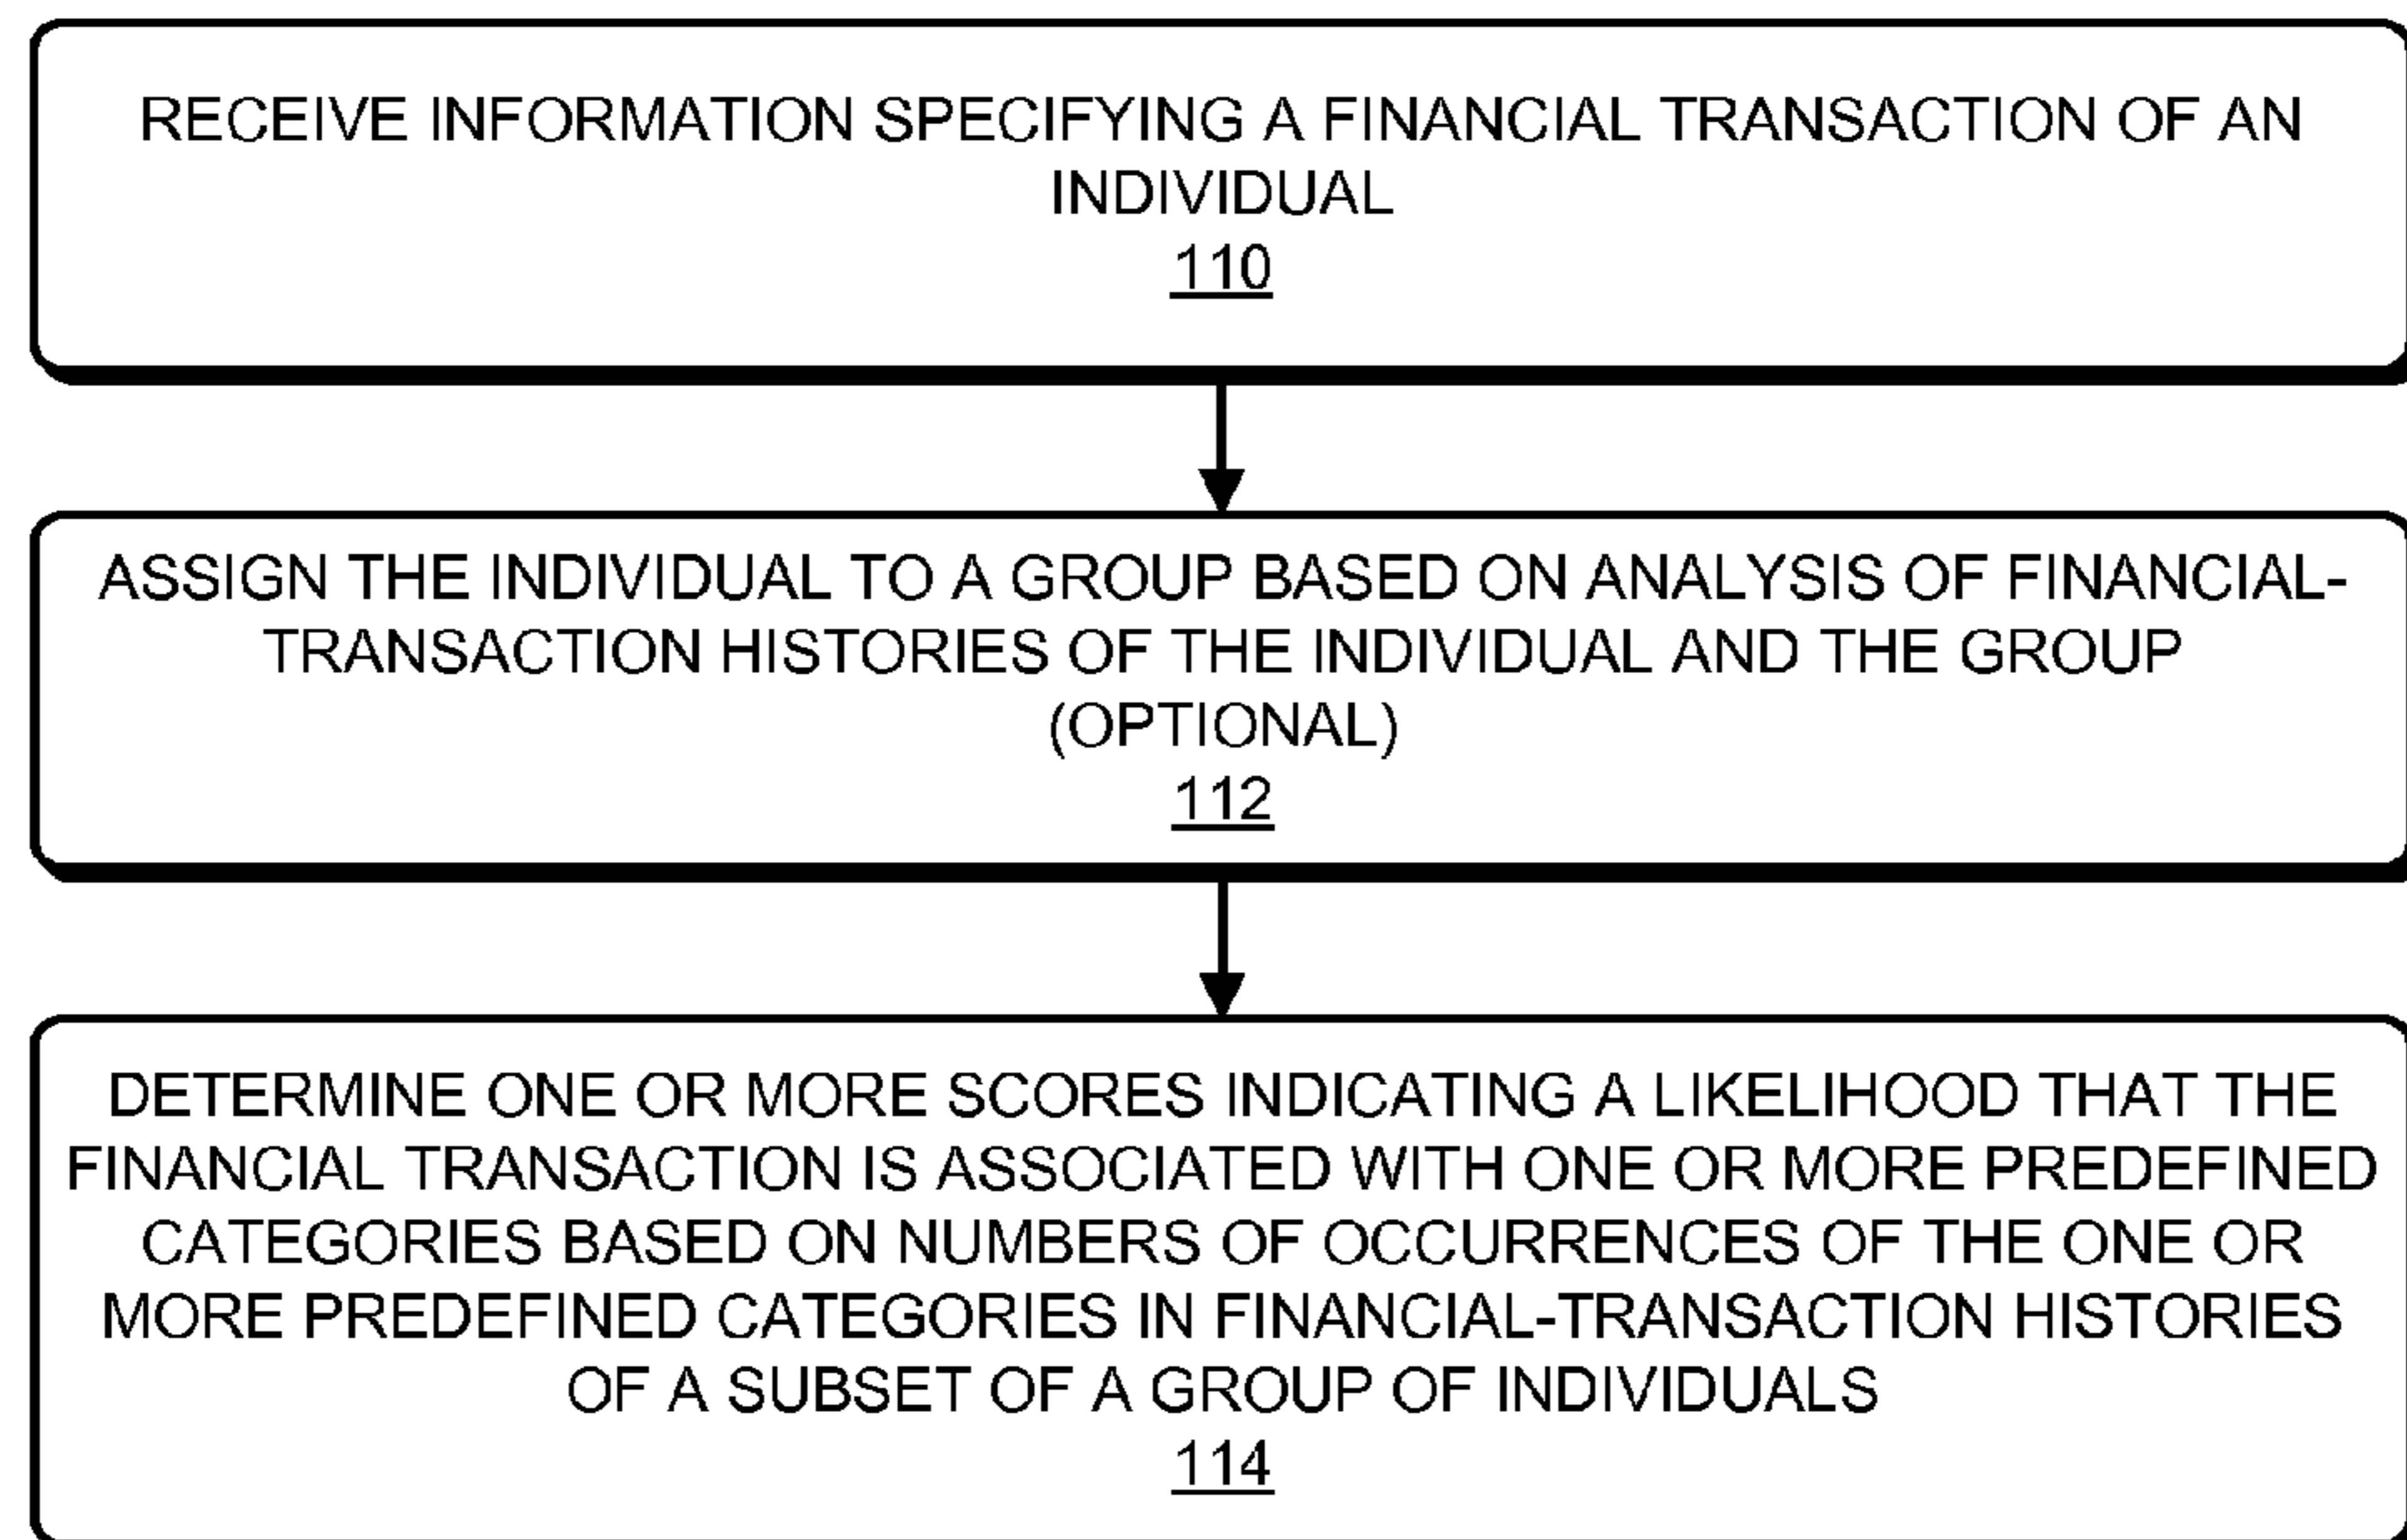 RECEIVE INFORMATION SPECIFYING A FINANCIAL TRANSACTION OF AN
INDIVIDUAL
110
ASSIGN THE INDIVIDUAL TO A GROUP BASED ON ANALYSIS OF FINANCIAL-
TRANSACTION HISTORIES OF THE INDIVIDUAL AND THE GROUP
(OPTIONAL)
112
DETERMINE ONE OR MORE SCORES INDICATING A LIKELIHOOD THAT THE
FINANCIAL TRANSACTION IS ASSOCIATED WITH ONE OR MORE PREDEFINED
CATEGORIES BASED ON NUMBERS OF OCCURRENCES OF THE ONE OR
MORE PREDEFINED CATEGORIES IN FINANCIAL-TRANSACTION HISTORIES
OF A SUBSET OF A GROUP OF INDIVIDUALS
114